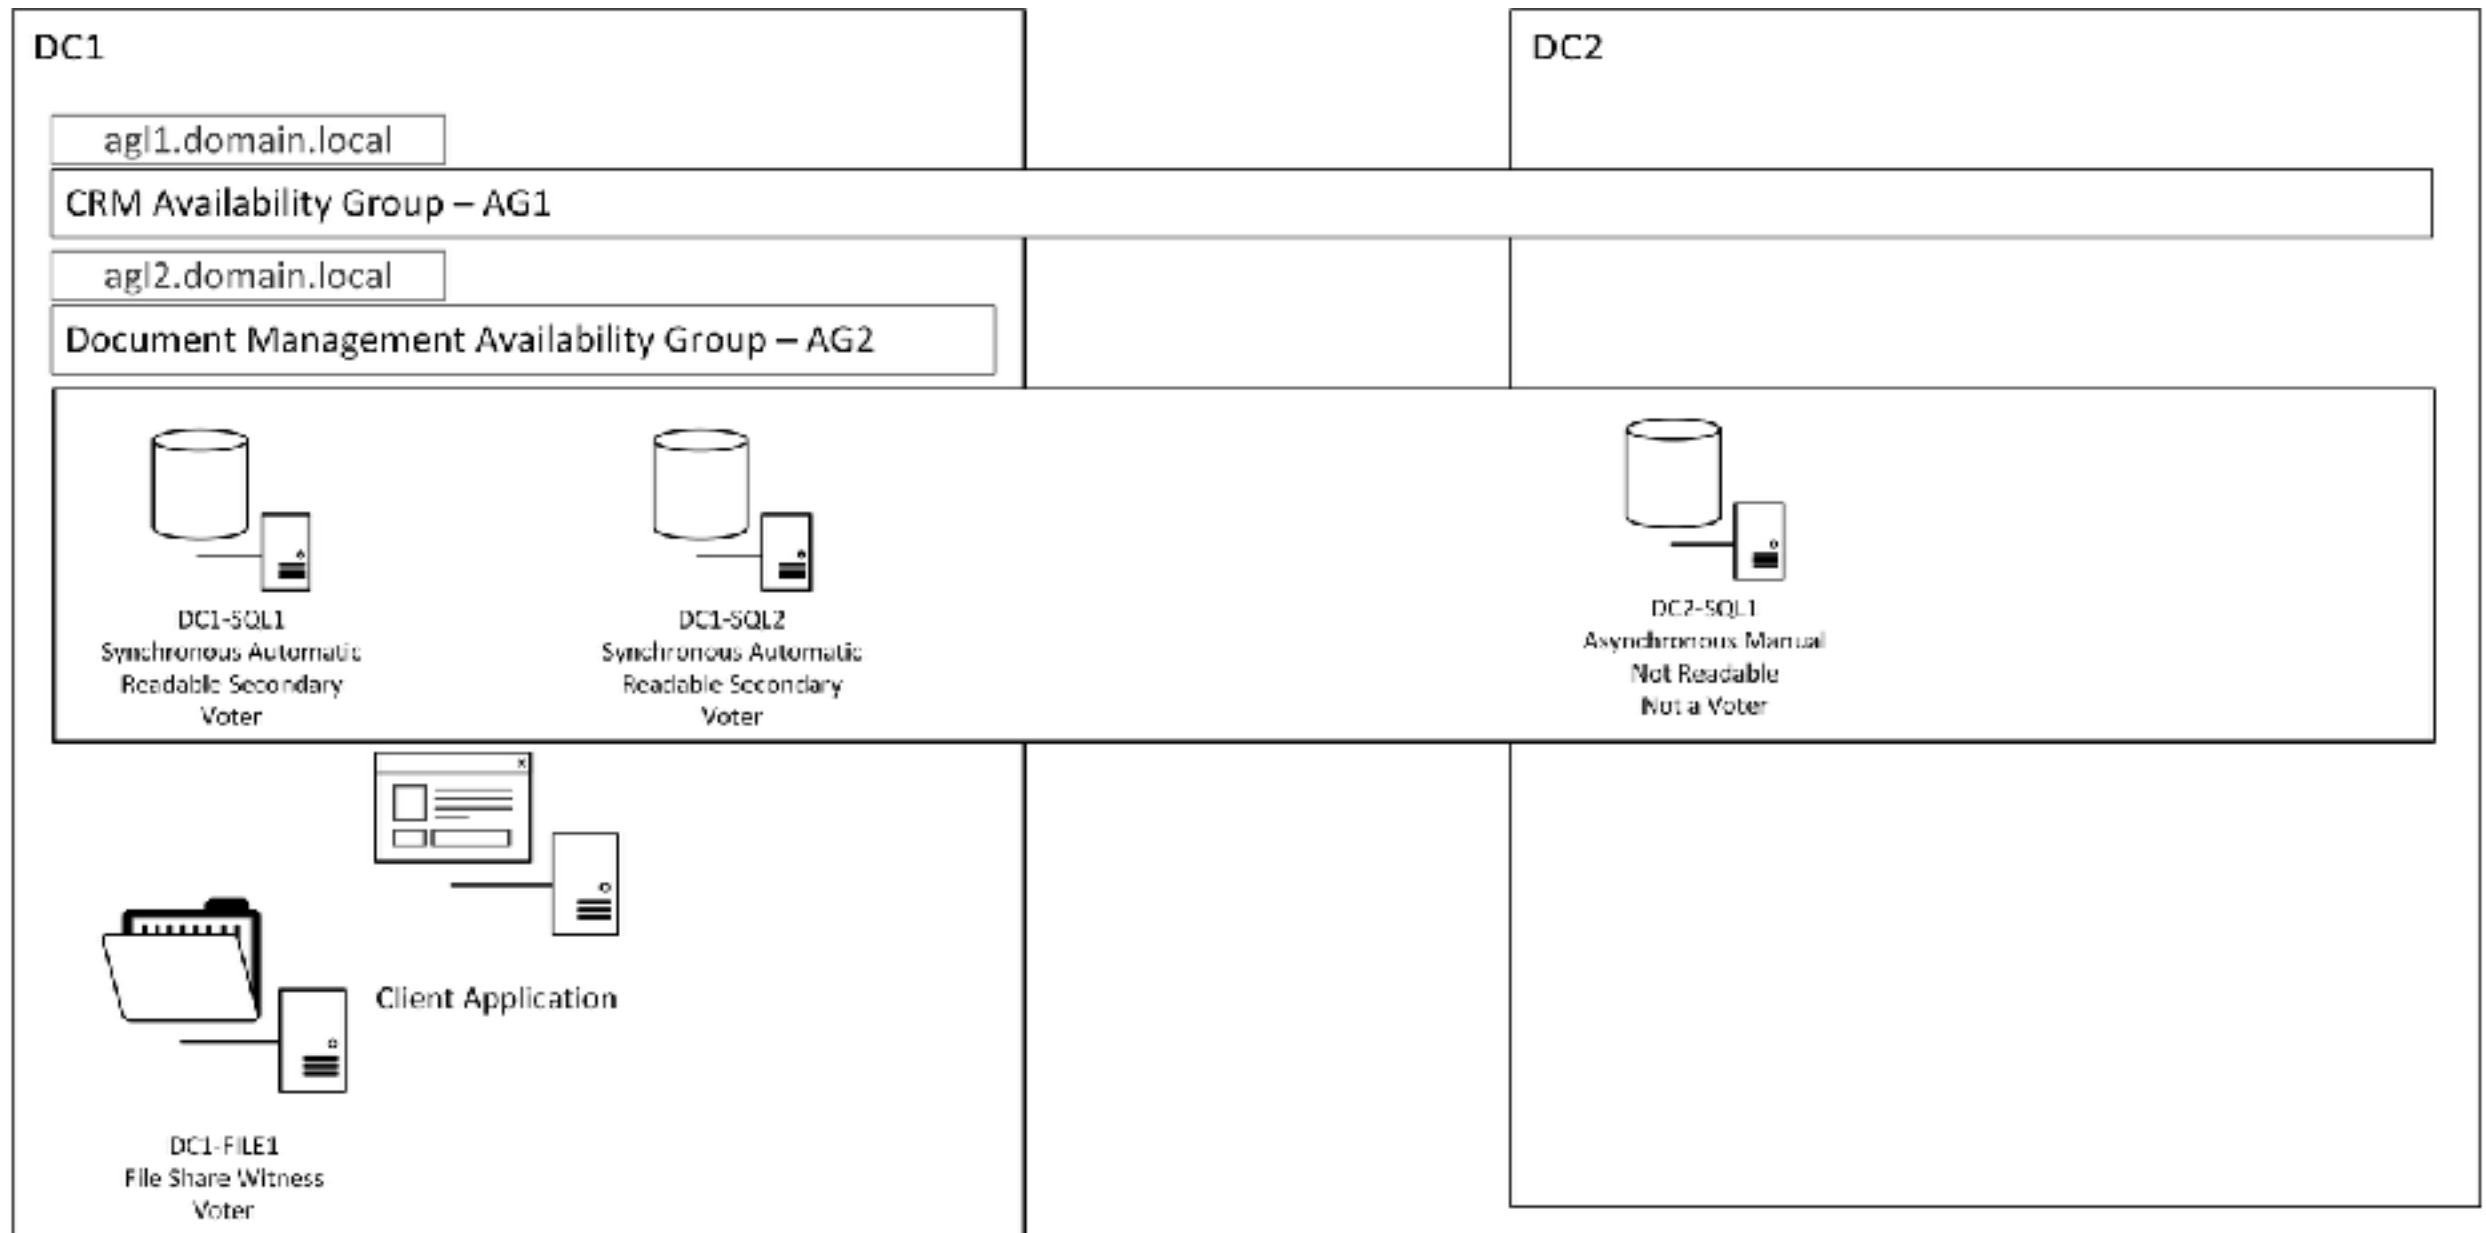 DC1
DC2
agl1.domain.local
CRM Availability Group – AG1
agl2.domain.local
Document Management Availability Group – AG2
DC1-SQL1
Synchronous Automatic
Readable Secondary
Voter
DC1-SQL2
Synchronous Automatic
Readable Secondary
Voter
DC2-SQL1
Asynchronous Manual
Not Readable
Not a Voter
Client Application
DC1-FILE1
File Share Witness
Voter